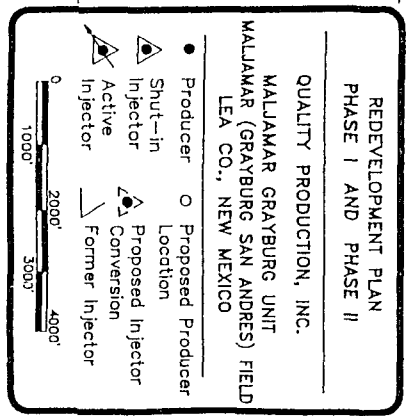 REDEVELOPMENT PLAN
PHASE I AND PHASE II
QUALITY PRODUCTION, INC.
MALJAMAR GRAYBURG UNIT
MALJAMAR (GRAYBURG SAN ANDRES) FIELD
LEA CO., NEW MEXICO
Producer
Proposed Producer
Location
Shut-in
Injector
Proposed Injector
Conversion
Active
Injector
Former Injector
0 1000' 2000' 3000' 4000'